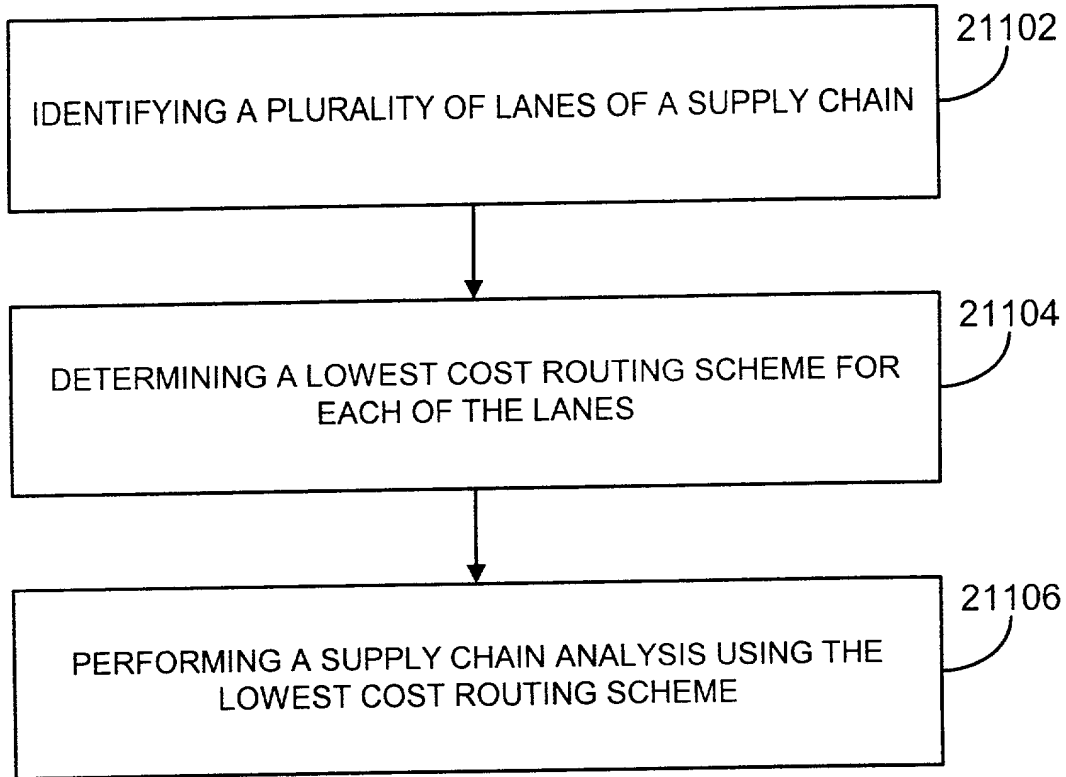 21102
IDENTIFYING A PLURALITY OF LANES OF A SUPPLY CHAIN
21104
DETERMINING A LOWEST COST ROUTING SCHEME FOR
EACH OF THE LANES
21106
PERFORMING A SUPPLY CHAIN ANALYSIS USING THE
LOWEST COST ROUTING SCHEME